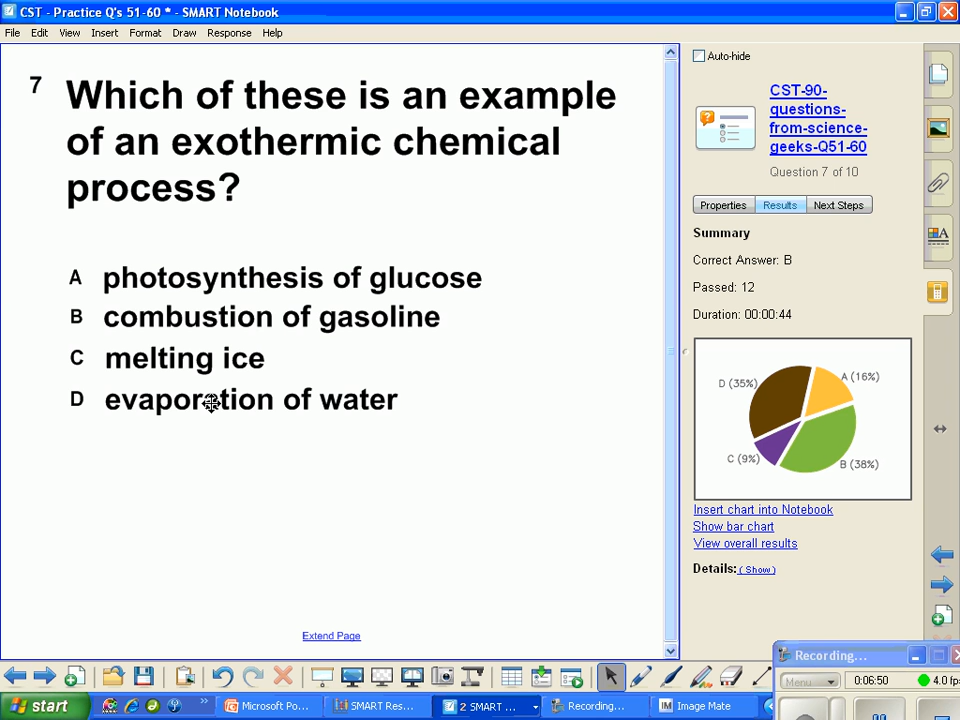 CST - Practice Q's 51-60 * - SMART Notebook
File Edit View Insert Format Draw Response Help
7 Which of these is an example
of an exothermic chemical
process?
A photosynthesis of glucose
B combustion of gasoline
C melting ice
D evaporation of water
Extend Page
Auto-hide
CST-90-
questions-
from-science-
geeks-Q51-60
Question 7 of 10
Properties Results Next Steps
Summary
Correct Answer: B
Passed: 12
Duration: 00:00:44
D (35%) A (16%)
C (9%) B (38%)
Insert chart into Notebook
Show bar chart
View overall results
Details: ( Show )
Recording...
Menu 0:06:50 4.0 fp
start Microsoft Po... SMART Res... 2 SMART ... Recording... Image Mate